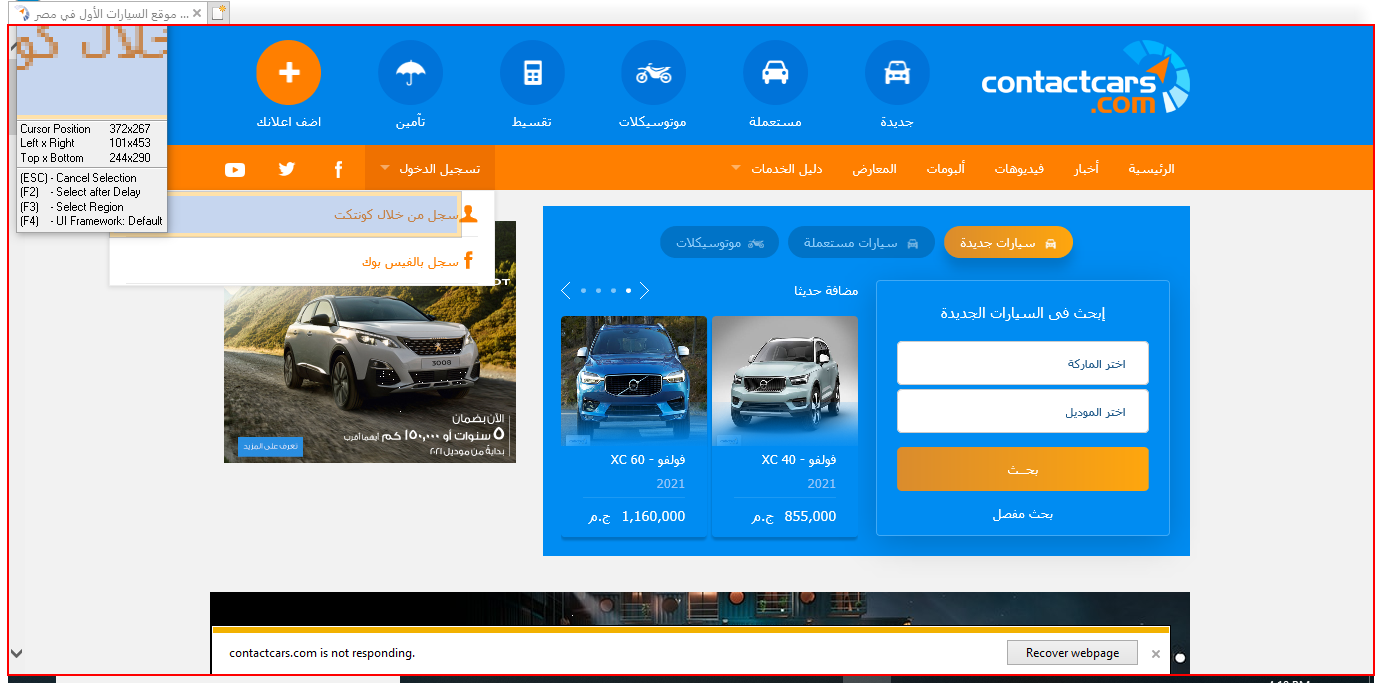 موقع السيارات الأول في مصر ...
خلال كو
Cursor Position 372x267
Left x Right 101x453
Top x Bottom 244x290
(ESC) - Cancel Selection
(F2) - Select after Delay
(F3) - Select Region
(F4) - UI Framework: Default
contactcars
.com
جديدة
مستعملة
موتوسيكلات
تقسيط
تأمين
اضف اعلانك
الرئيسية
أخبار
فيديوهات
ألبومات
المعارض
دليل الخدمات
تسجيل الدخول
سجل من خلال كونتكت
سجل بالفيس بوك
سيارات جديدة
سيارات مستعملة
موتوسيكلات
إبحث فى السيارات الجديدة
اختر الماركة
اختر الموديل
بحــث
بحث مفصل
مضافة حديثا
فولفو - XC 40
2021
855,000 ج.م
فولفو - XC 60
2021
1,160,000 ج.م
3008
الآن بضمان
٥ سنوات أو ١٥٠,٠٠٠ كم أيهما أقرب
بداية من موديل ٢٠٢١
تعرف على المزيد
contactcars.com is not responding.
Recover webpage